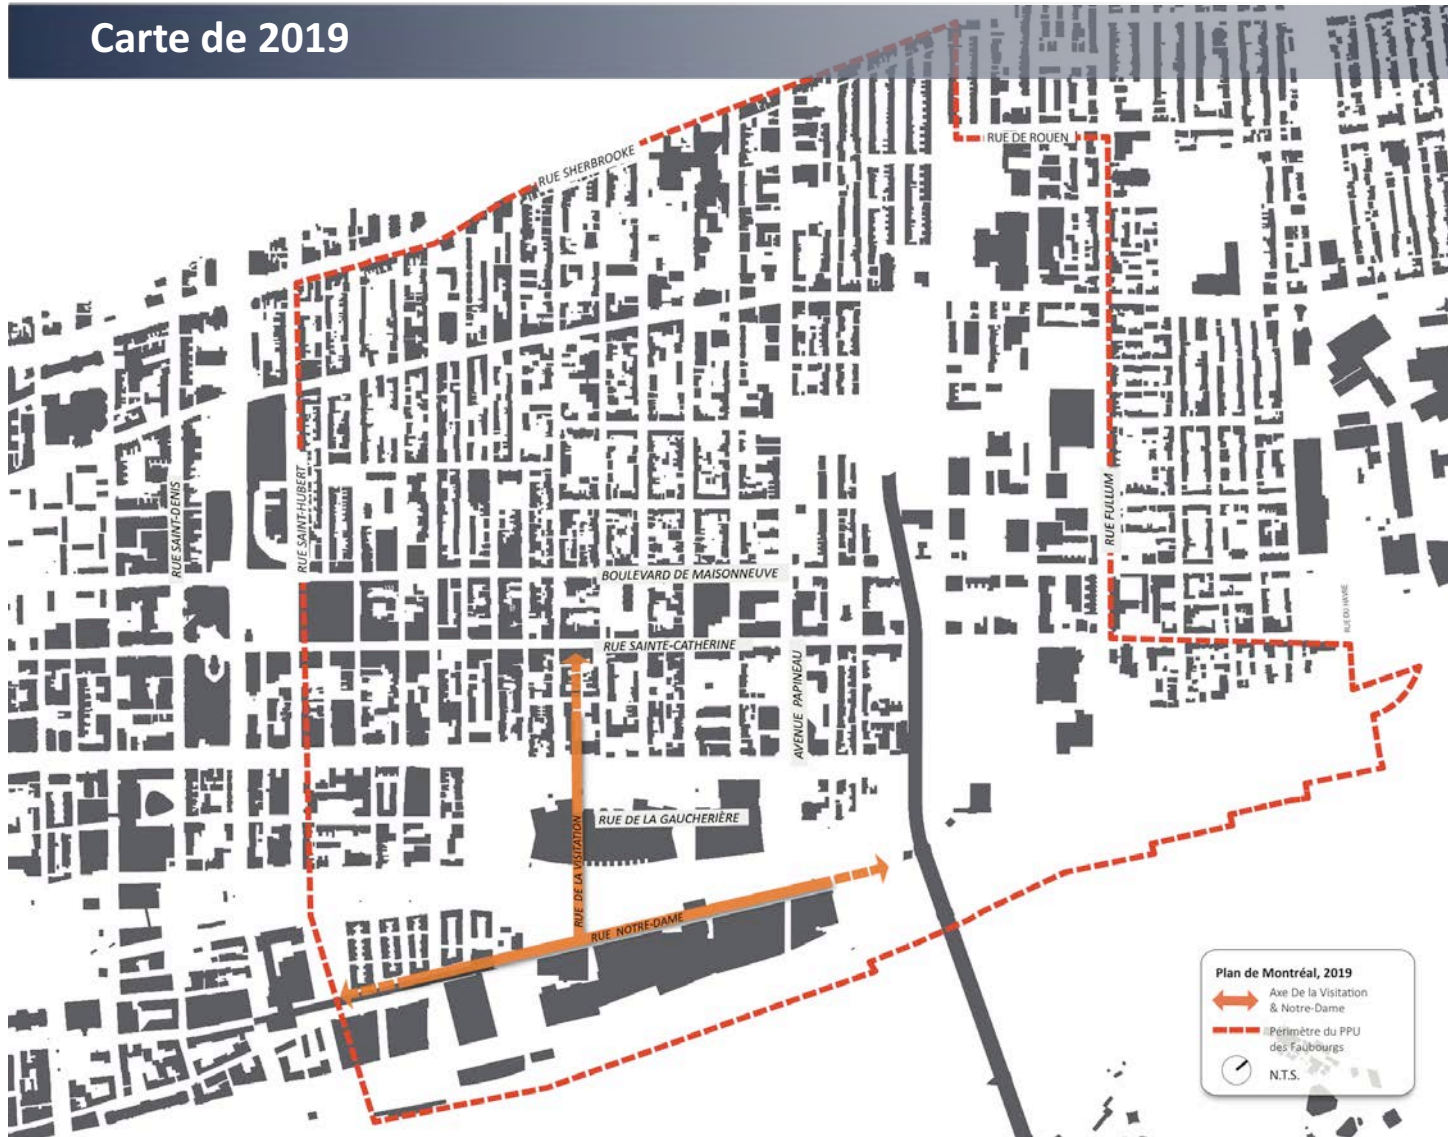 Carte de 2019
RUE SHERBROOKE
RUE DE ROUEN
RUE SAINT-DENIS
RUE SAINT-HUBERT
RUE FULLUM
BOULEVARD DE MAISONNEUVE
RUE DU HAVRE
RUE SAINTE-CATHERINE
AVENUE PAPINEAU
RUE DE LA GAUCHERIÈRE
RUE DE LA VISITATION
RUE NOTRE-DAME
Plan de Montréal, 2019
Axe De la Visitation
& Notre-Dame
Périmètre du PPU
des Faubourgs
N.T.S.